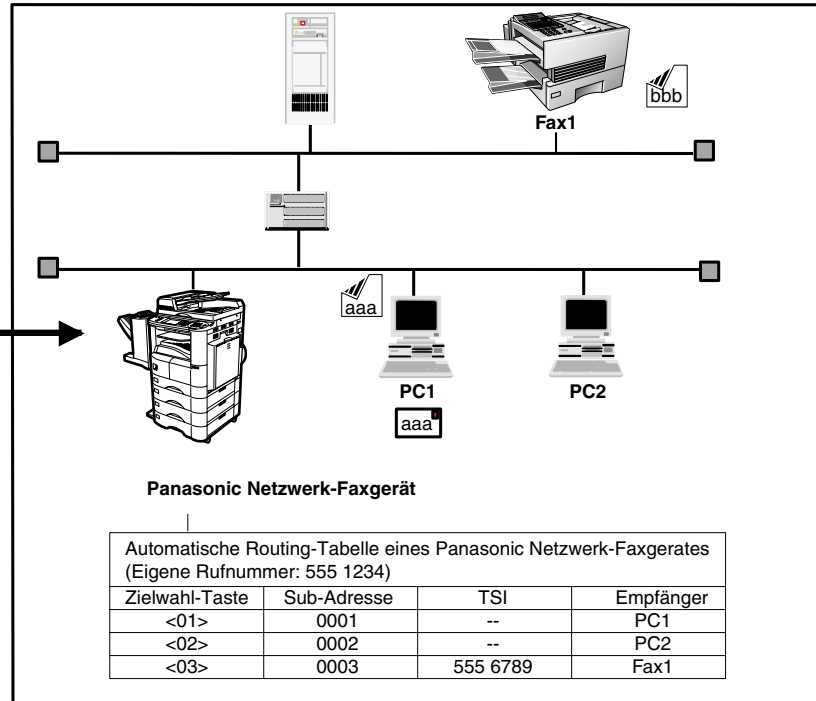 bbb
Fax1
aaa
PC1
PC2
aaa
Panasonic Netzwerk-Faxgerät
Automatische Routing-Tabelle eines Panasonic Netzwerk-Faxgerates
(Eigene Rufnummer: 555 1234)
Zielwahl-Taste Sub-Adresse TSI Empfänger
<01> 0001 -- PC1
<02> 0002 -- PC2
<03> 0003 555 6789 Fax1